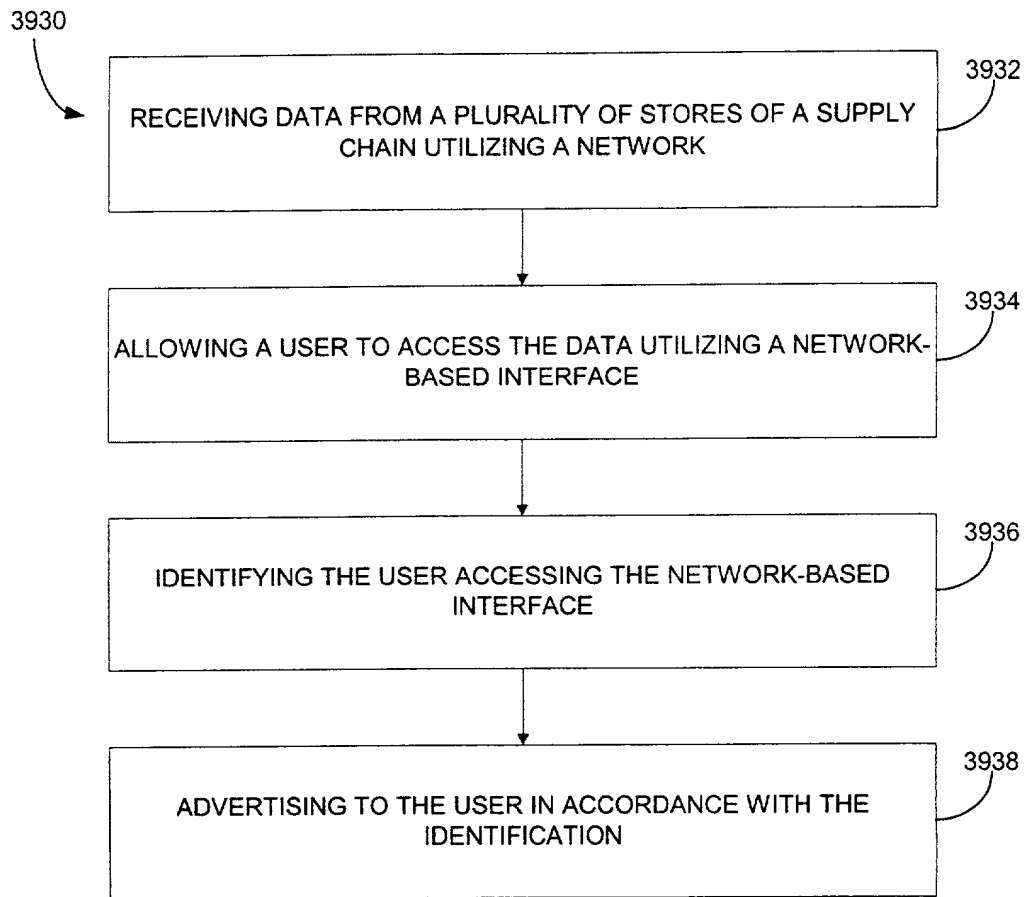 3930
3932
RECEIVING DATA FROM A PLURALITY OF STORES OF A SUPPLY
CHAIN UTILIZING A NETWORK
3934
ALLOWING A USER TO ACCESS THE DATA UTILIZING A NETWORK-
BASED INTERFACE
3936
IDENTIFYING THE USER ACCESSING THE NETWORK-BASED
INTERFACE
3938
ADVERTISING TO THE USER IN ACCORDANCE WITH THE
IDENTIFICATION